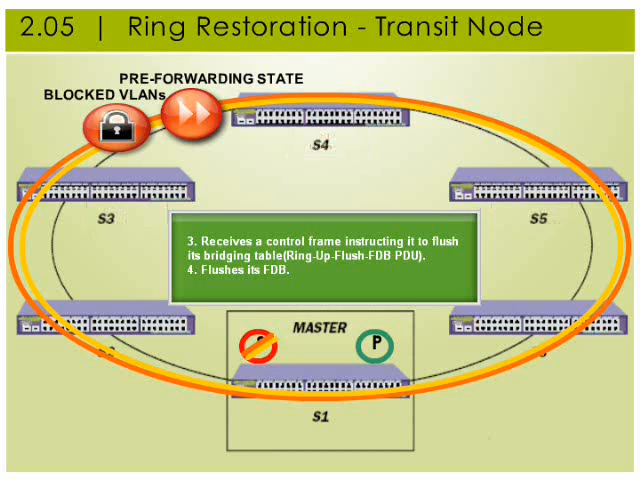 2.05 | Ring Restoration - Transit Node
PRE-FORWARDING STATE
BLOCKED VLANs
S4
S3
S5
3. Receives a control frame instructing it to flush
its bridging table(Ring-Up-Flush-FDB PDU).
4. Flushes its FDB.
MASTER
P
S1